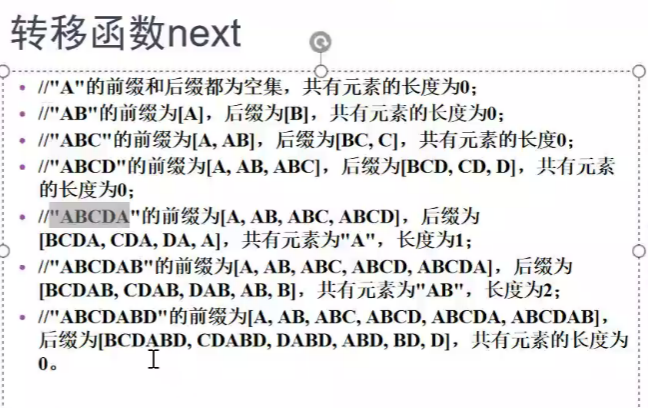 转移函数next
• //"A"的前缀和后缀都为空集，共有元素的长度为0；
• //"AB"的前缀为[A]，后缀为[B]，共有元素的长度为0；
• //"ABC"的前缀为[A, AB]，后缀为[BC, C]，共有元素的长度0；
• //"ABCD"的前缀为[A, AB, ABC]，后缀为[BCD, CD, D]，共有元素
的长度为0；
• //"ABCDA"的前缀为[A, AB, ABC, ABCD]，后缀为
[BCDA, CDA, DA, A]，共有元素为"A"，长度为1；
• //"ABCDAB"的前缀为[A, AB, ABC, ABCD, ABCDA]，后缀为
[BCDAB, CDAB, DAB, AB, B]，共有元素为"AB"，长度为2；
• //"ABCDABD"的前缀为[A, AB, ABC, ABCD, ABCDA, ABCDAB]，
后缀为[BCDABD, CDABD, DABD, ABD, BD, D]，共有元素的长度为
0。